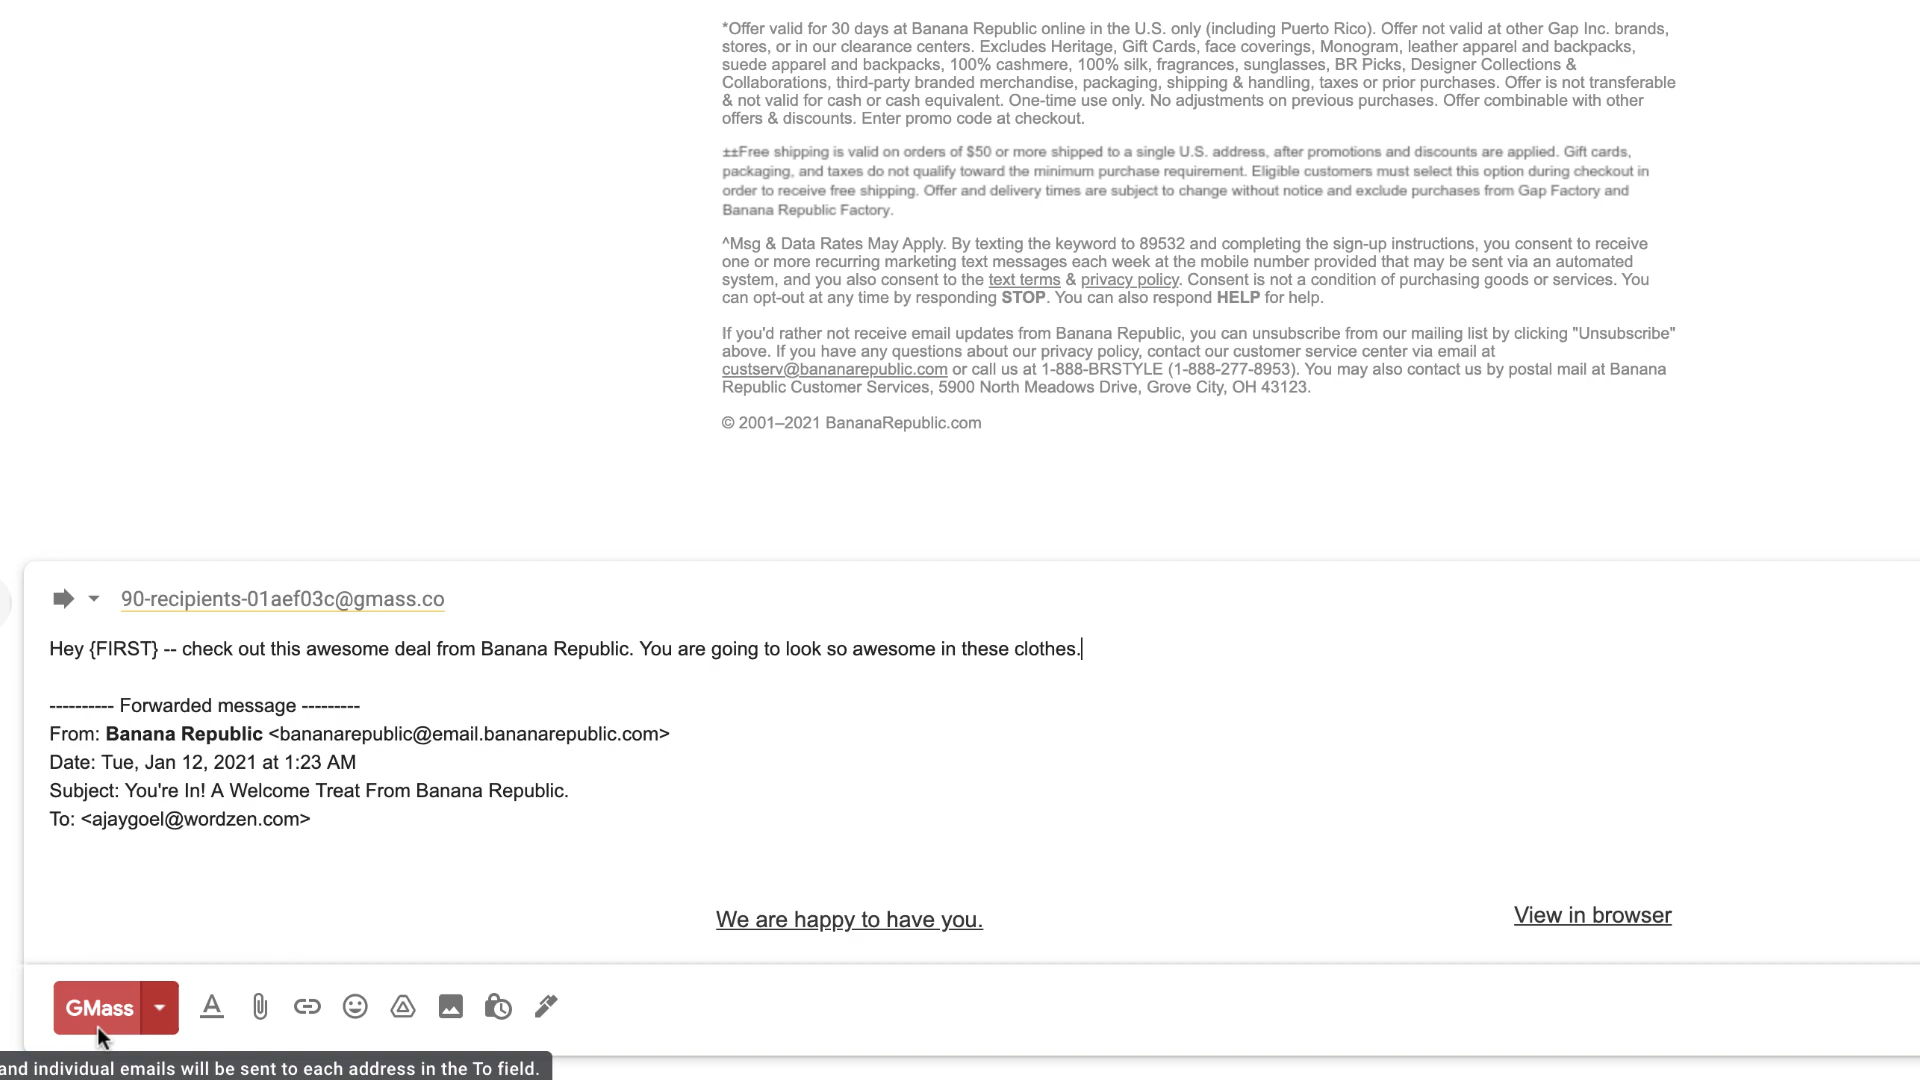 *Offer valid for 30 days at Banana Republic online in the U.S. only (including Puerto Rico). Offer not valid at other Gap Inc. brands,
stores, or in our clearance centers. Excludes Heritage, Gift Cards, face coverings, Monogram, leather apparel and backpacks,
suede apparel and backpacks, 100% cashmere, 100% silk, fragrances, sunglasses, BR Picks, Designer Collections &
Collaborations, third-party branded merchandise, packaging, shipping & handling, taxes or prior purchases. Offer is not transferable
& not valid for cash or cash equivalent. One-time use only. No adjustments on previous purchases. Offer combinable with other
offers & discounts. Enter promo code at checkout.
±±Free shipping is valid on orders of $50 or more shipped to a single U.S. address, after promotions and discounts are applied. Gift cards,
packaging, and taxes do not qualify toward the minimum purchase requirement. Eligible customers must select this option during checkout in
order to receive free shipping. Offer and delivery times are subject to change without notice and exclude purchases from Gap Factory and
Banana Republic Factory.
^Msg & Data Rates May Apply. By texting the keyword to 89532 and completing the sign-up instructions, you consent to receive
one or more recurring marketing text messages each week at the mobile number provided that may be sent via an automated
system, and you also consent to the text terms & privacy policy. Consent is not a condition of purchasing goods or services. You
can opt-out at any time by responding STOP. You can also respond HELP for help.
If you'd rather not receive email updates from Banana Republic, you can unsubscribe from our mailing list by clicking "Unsubscribe"
above. If you have any questions about our privacy policy, contact our customer service center via email at
custserv@bananarepublic.com or call us at 1-888-BRSTYLE (1-888-277-8953). You may also contact us by postal mail at Banana
Republic Customer Services, 5900 North Meadows Drive, Grove City, OH 43123.
© 2001–2021 BananaRepublic.com
90-recipients-01aef03c@gmass.co
Hey {FIRST} -- check out this awesome deal from Banana Republic. You are going to look so awesome in these clothes.
---------- Forwarded message ---------
From: Banana Republic <bananarepublic@email.bananarepublic.com>
Date: Tue, Jan 12, 2021 at 1:23 AM
Subject: You're In! A Welcome Treat From Banana Republic.
To: <ajaygoel@wordzen.com>
We are happy to have you.
View in browser
GMass
and individual emails will be sent to each address in the To field.